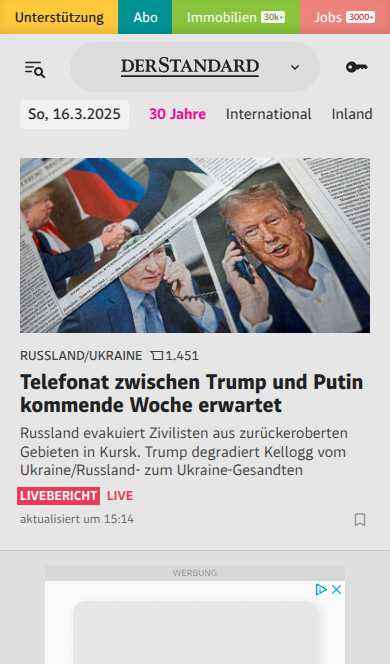 Unterstützung Abo Immobilien 30k+ Jobs 3000+
DERSTANDARD
So, 16.3.2025 30 Jahre International Inland
RUSSLAND/UKRAINE 1.451
Telefonat zwischen Trump und Putin
kommende Woche erwartet
Russland evakuiert Zivilisten aus zurückeroberten
Gebieten in Kursk. Trump degradiert Kellogg vom
Ukraine/Russland- zum Ukraine-Gesandten
LIVEBERICHT LIVE
aktualisiert um 15:14
WERBUNG